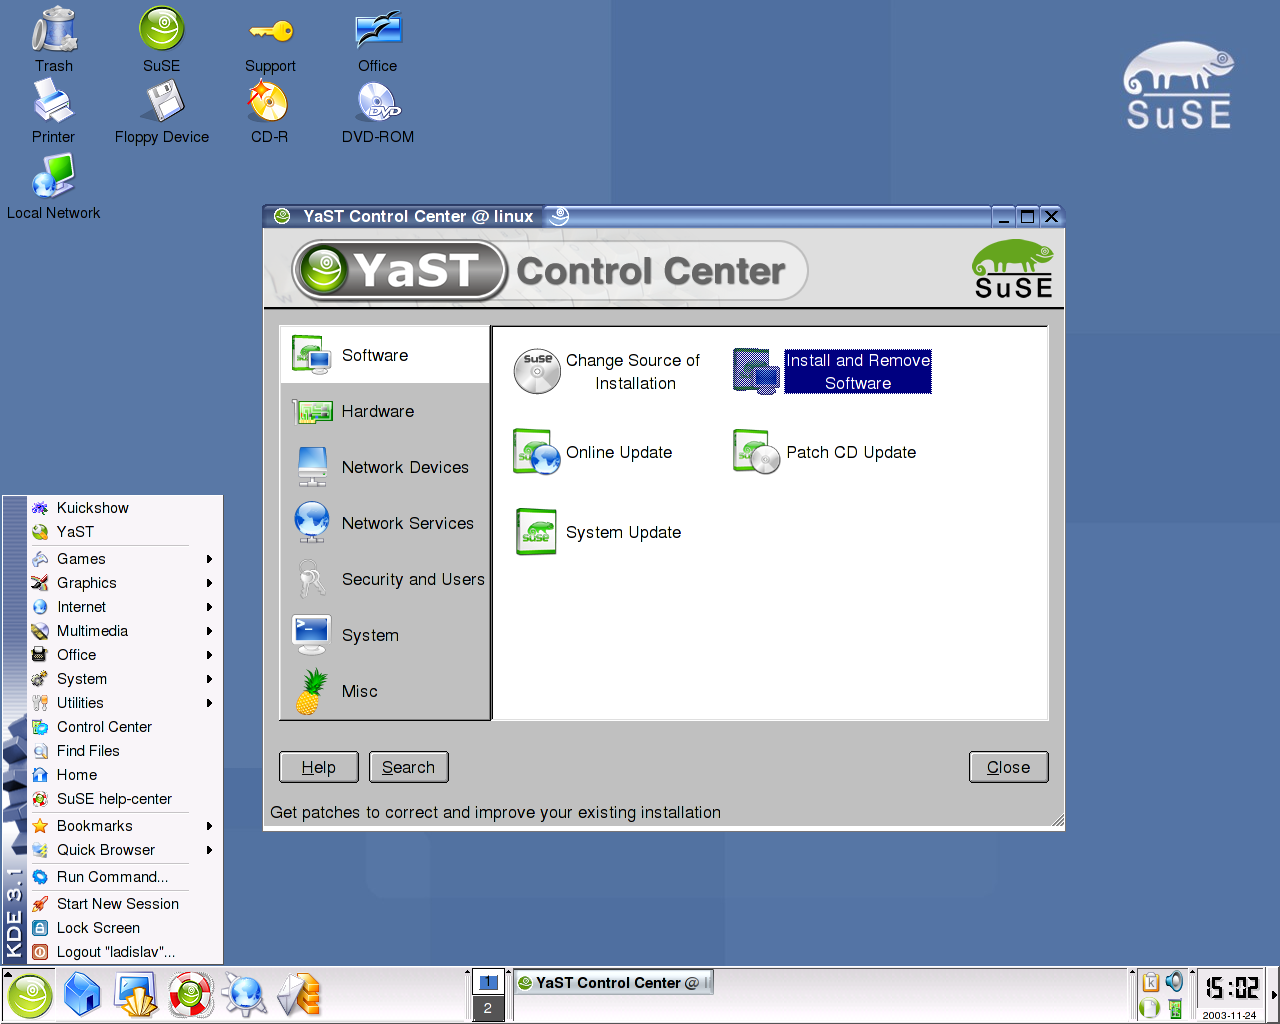 Trash
SuSE
Support
Office
Printer
Floppy Device
CD-R
DVD
DVD-ROM
Local Network
SuSE
YaST Control Center @ linux
YaST Control Center
SuSE
Software
Hardware
Network Devices
Network Services
Security and Users
System
Misc
SuSE
Change Source of
Installation
Install and Remove
Software
Online Update
Patch CD Update
SuSE
System Update
Help
Search
Close
Get patches to correct and improve your existing installation
KDE 3.1
Kuickshow
YaST
Games
Graphics
Internet
Multimedia
Office
System
Utilities
Control Center
Find Files
Home
SuSE help-center
Bookmarks
Quick Browser
Run Command...
Start New Session
Lock Screen
Logout "ladislav"...
1
2
YaST Control Center @
15:02
2003-11-24